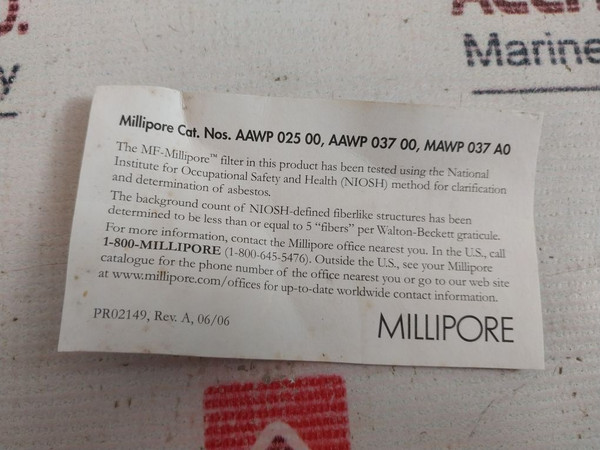 Marine
y
Millipore Cat. Nos. AAWP 025 00, AAWP 037 00, MAWP 037 A0
The MF-Millipore™ filter in this product has been tested using the National
Institute for Occupational Safety and Health (NIOSH) method for clarification
and determination of asbestos.
The background count of NIOSH-defined fiberlike structures has been
determined to be less than or equal to 5 “fibers” per Walton-Beckett graticule.
For more information, contact the Millipore office nearest you. In the U.S., call
1-800-MILLIPORE (1-800-645-5476). Outside the U.S., see your Millipore
catalogue for the phone number of the office nearest you or go to our web site
at www.millipore.com/offices for up-to-date worldwide contact information.
PR02149, Rev. A, 06/06
MILLIPORE